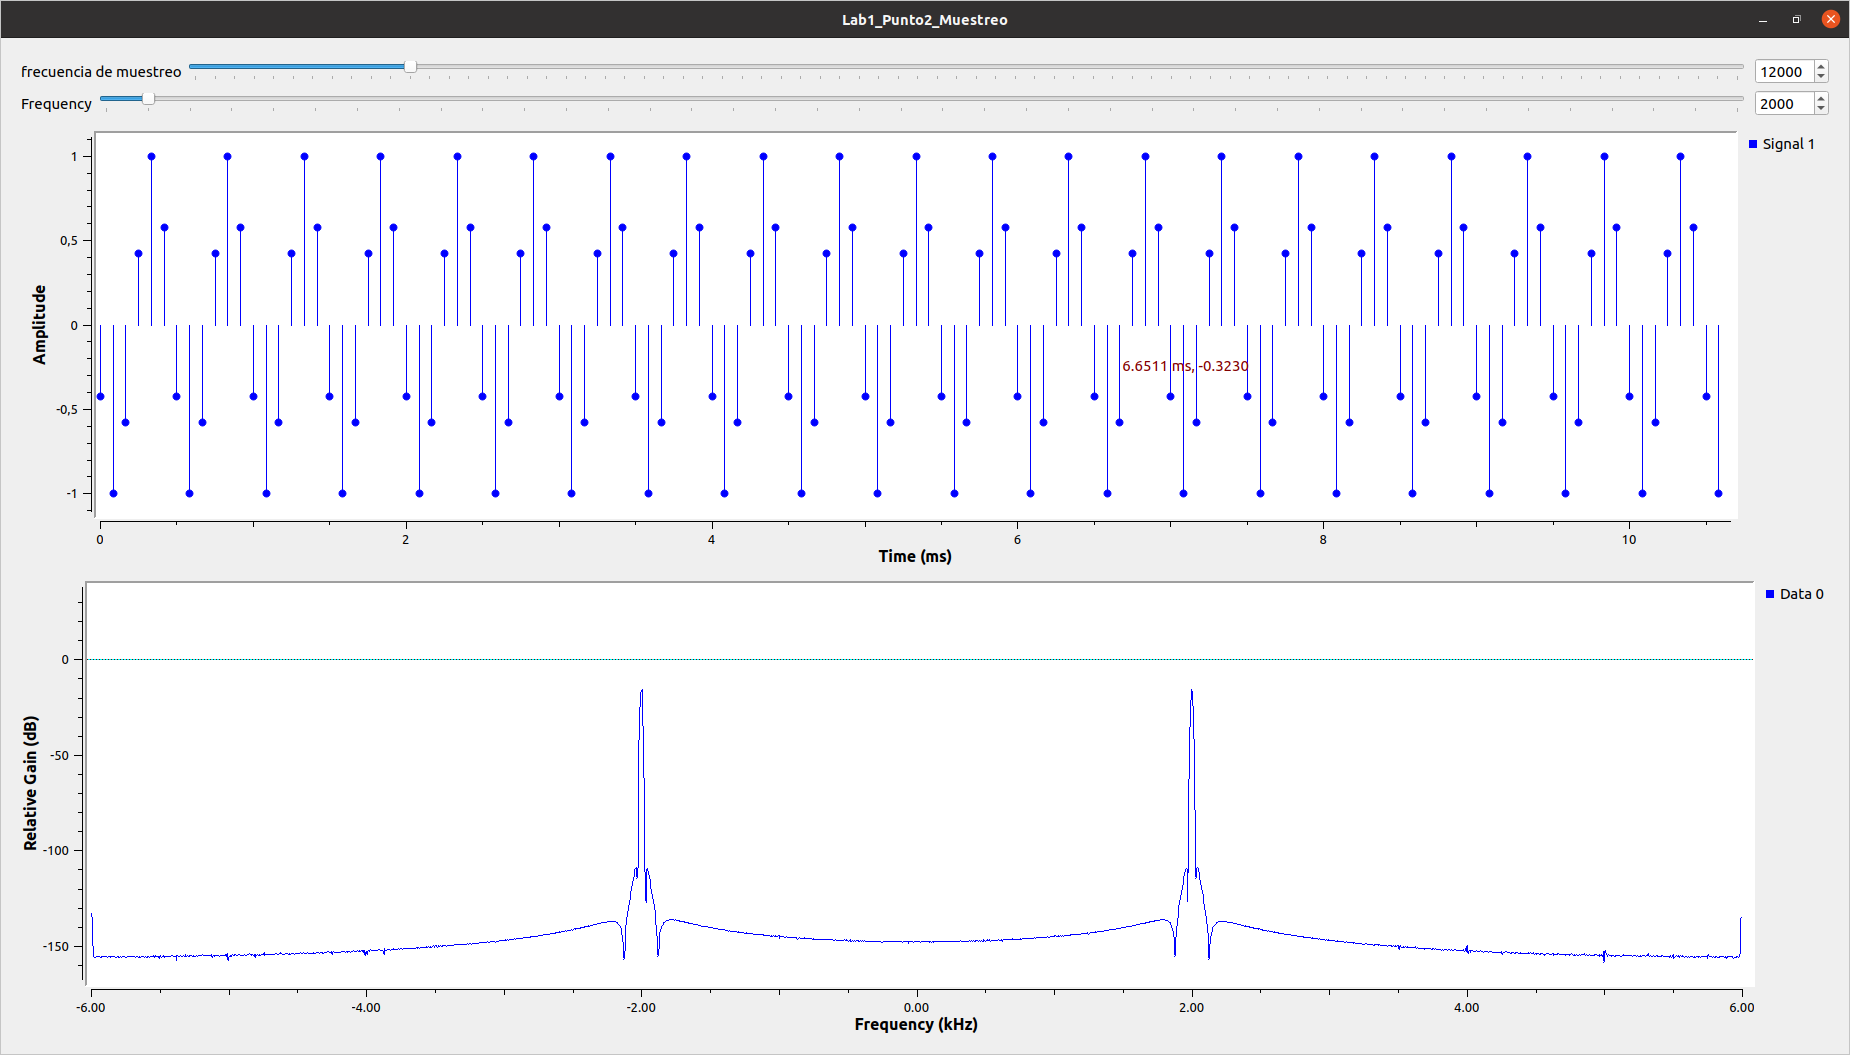 Lab1_Punto2_Muestreo
frecuencia de muestreo 12000
Frequency 2000
Signal 1
1
0,5
0
-0,5
-1
Amplitude
6.6511 ms, -0.3230
0 2 4 6 8 10
Time (ms)
Data 0
0
-50
-100
-150
Relative Gain (dB)
-6.00 -4.00 -2.00 0.00 2.00 4.00 6.00
Frequency (kHz)